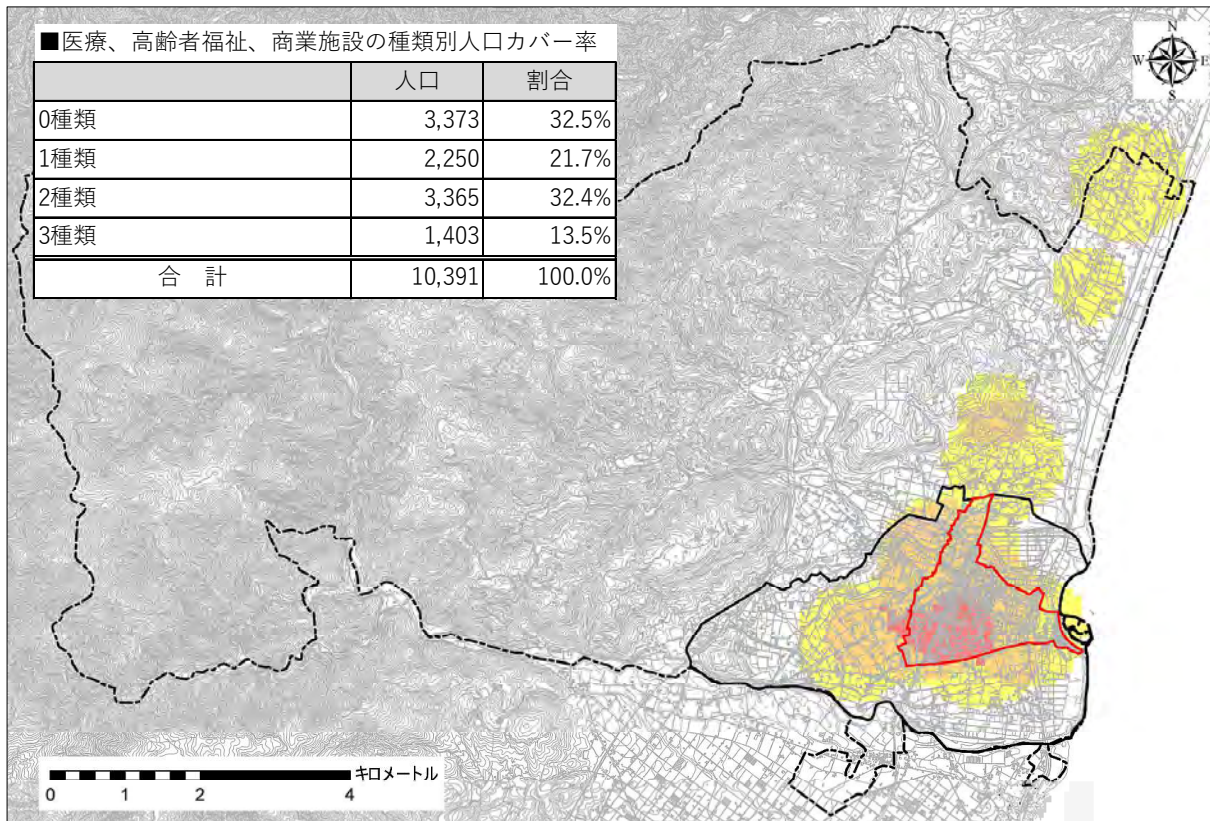 ■医療、高齢者福祉、商業施設の種類別人口カバー率
人口 割合
0種類 3,373 32.5%
1種類 2,250 21.7%
2種類 3,365 32.4%
3種類 1,403 13.5%
合 計 10,391 100.0%
N
W E
S
キロメートル
0 1 2 4